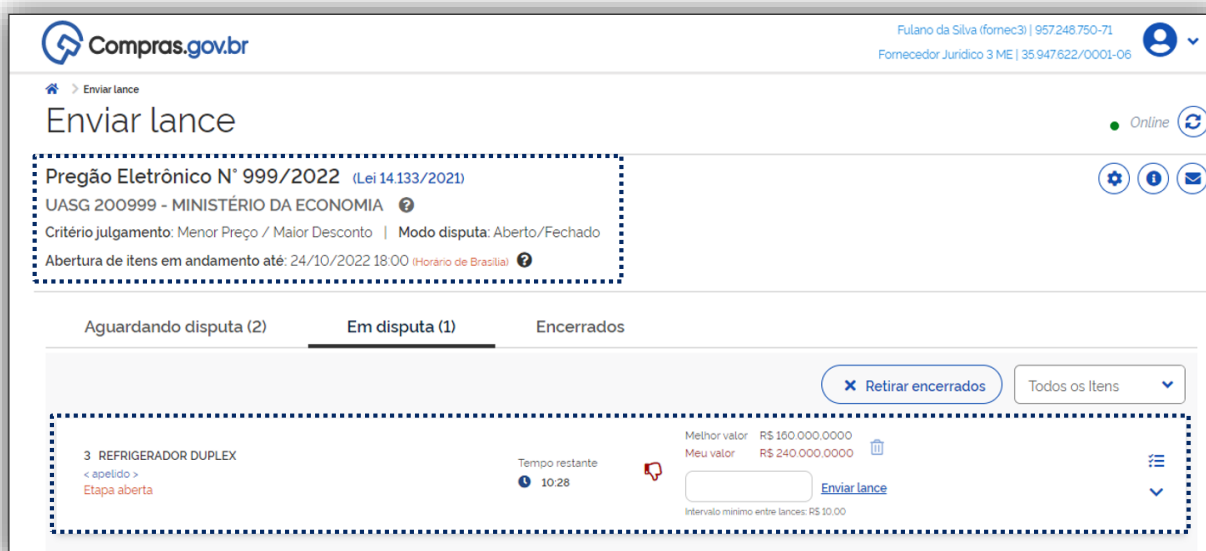 Compras.gov.br
Fulano da Silva (fornec3) | 957.248.750-71
Fornecedor Juridico 3 ME | 35.947.622/0001-06
Enviar lance
Enviar lance
Online
Pregão Eletrônico N° 999/2022 (Lei 14.133/2021)
UASG 200999 - MINISTÉRIO DA ECONOMIA
Critério julgamento: Menor Preço / Maior Desconto | Modo disputa: Aberto/Fechado
Abertura de itens em andamento até: 24/10/2022 18:00 (Horário de Brasília)
Aguardando disputa (2) Em disputa (1) Encerrados
Retirar encerrados Todos os Itens
3 REFRIGERADOR DUPLEX
< apelido >
Etapa aberta
Tempo restante
10:28
Melhor valor R$ 160.000,0000
Meu valor R$ 240.000,0000
Enviar lance
Intervalo mínimo entre lances: R$ 10,00